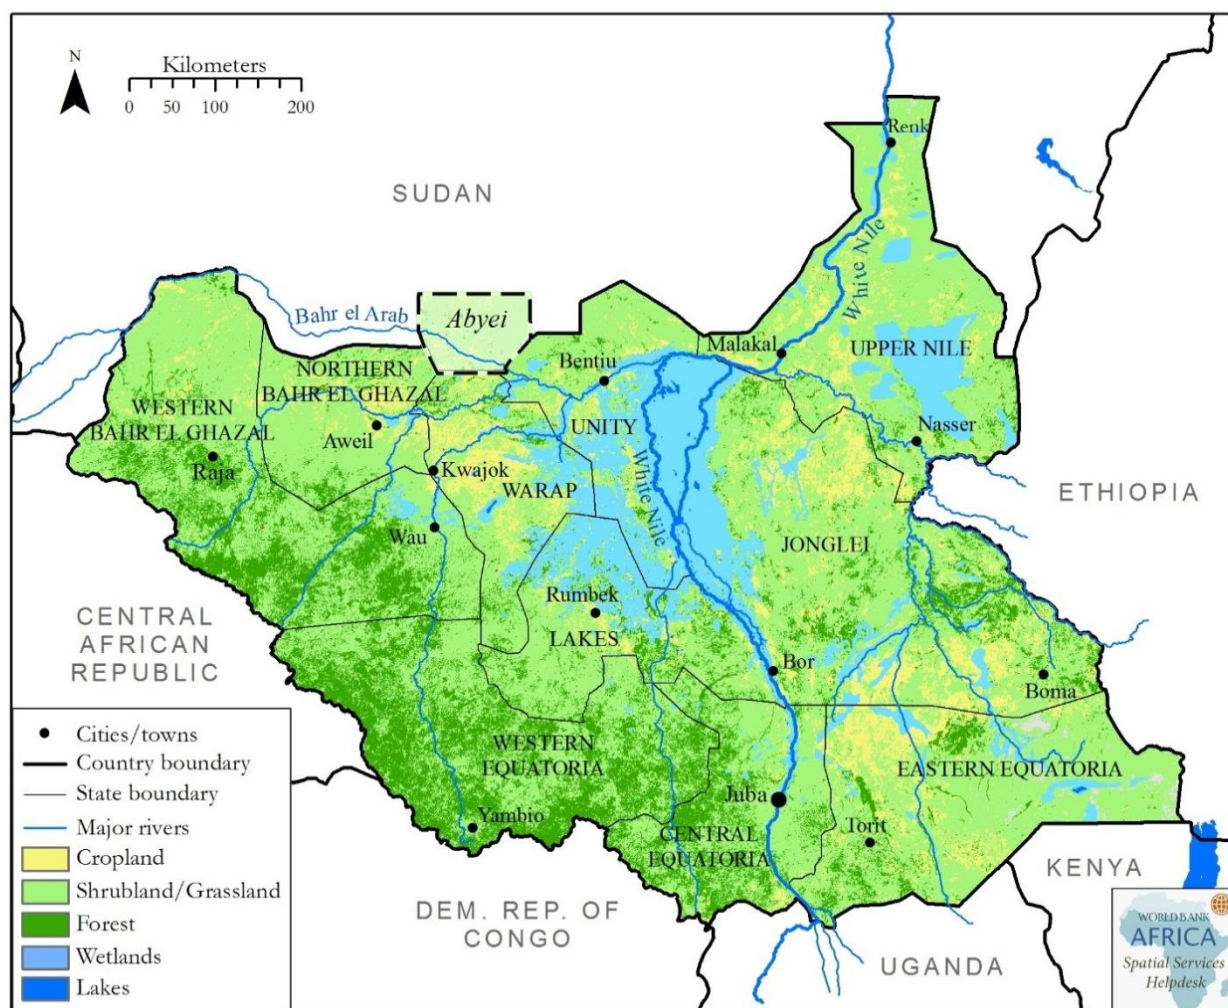 N
Kilometers
0 50 100 200
Renk
SUDAN
White Nile
Bahr el Arab
Abyei
Malakal
UPPER NILE
Bentiu
NORTHERN
BAHR EL GHAZAL
WESTERN
BAHR EL GHAZAL
UNITY
Aweil
Nasser
Raja
Kwajok
WARAP
White Nile
ETHIOPIA
Wau
JONGLEI
Rumbek
LAKES
CENTRAL
AFRICAN
REPUBLIC
Bor
Boma
WESTERN
EQUATORIA
EASTERN EQUATORIA
Juba
Yambio
Torit
CENTRAL
EQUATORIA
KENYA
DEM. REP. OF
CONGO
UGANDA
Cities/towns
Country boundary
State boundary
Major rivers
Cropland
Shrubland/Grassland
Forest
Wetlands
Lakes
WORLD BANK
AFRICA
Spatial Services
Helpdesk